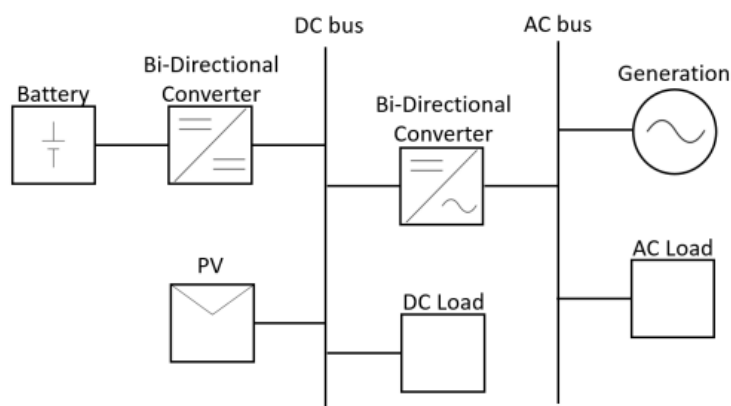 DC bus
AC bus
Bi-Directional
Converter
Battery
Generation
Bi-Directional
Converter
PV
AC Load
DC Load